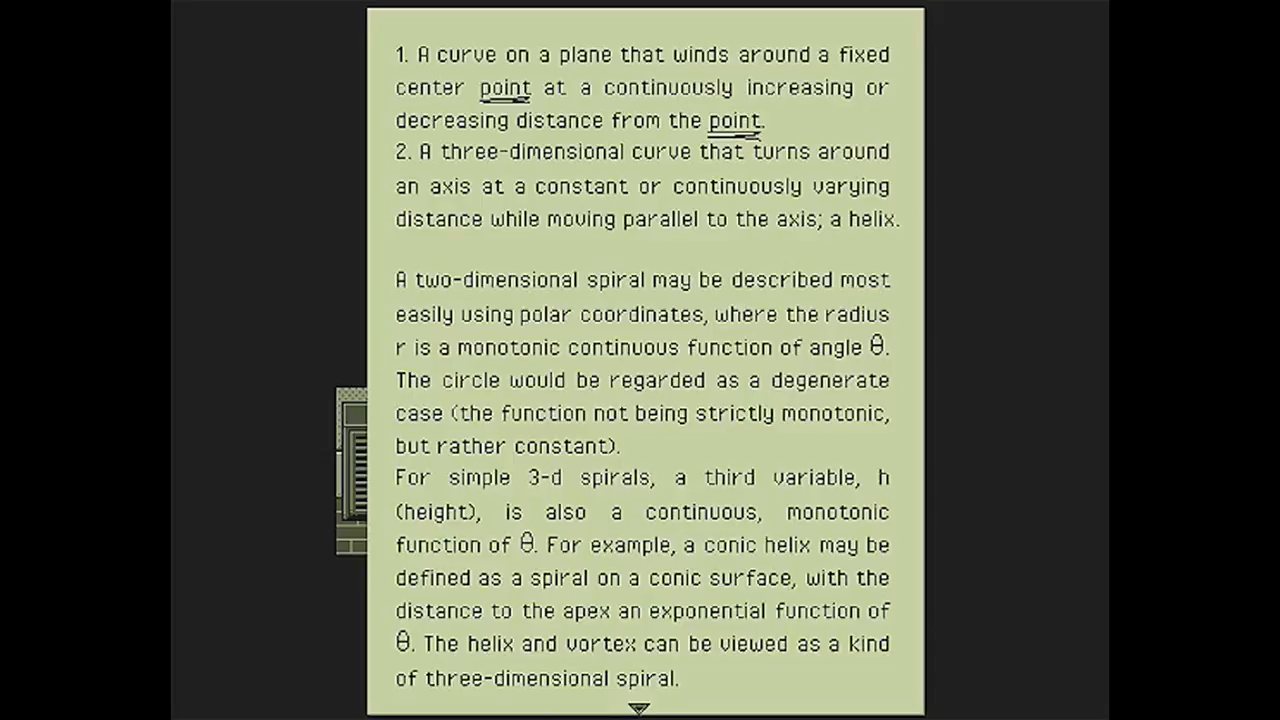 1. A curve on a plane that winds around a fixed
center point at a continuously increasing or
decreasing distance from the point.
2. A three-dimensional curve that turns around
an axis at a constant or continuously varying
distance while moving parallel to the axis; a helix.
A two-dimensional spiral may be described most
easily using polar coordinates, where the radius
r is a monotonic continuous function of angle θ.
The circle would be regarded as a degenerate
case (the function not being strictly monotonic,
but rather constant).
For simple 3-d spirals, a third variable, h
(height), is also a continuous, monotonic
function of θ. For example, a conic helix may be
defined as a spiral on a conic surface, with the
distance to the apex an exponential function of
θ. The helix and vortex can be viewed as a kind
of three-dimensional spiral.